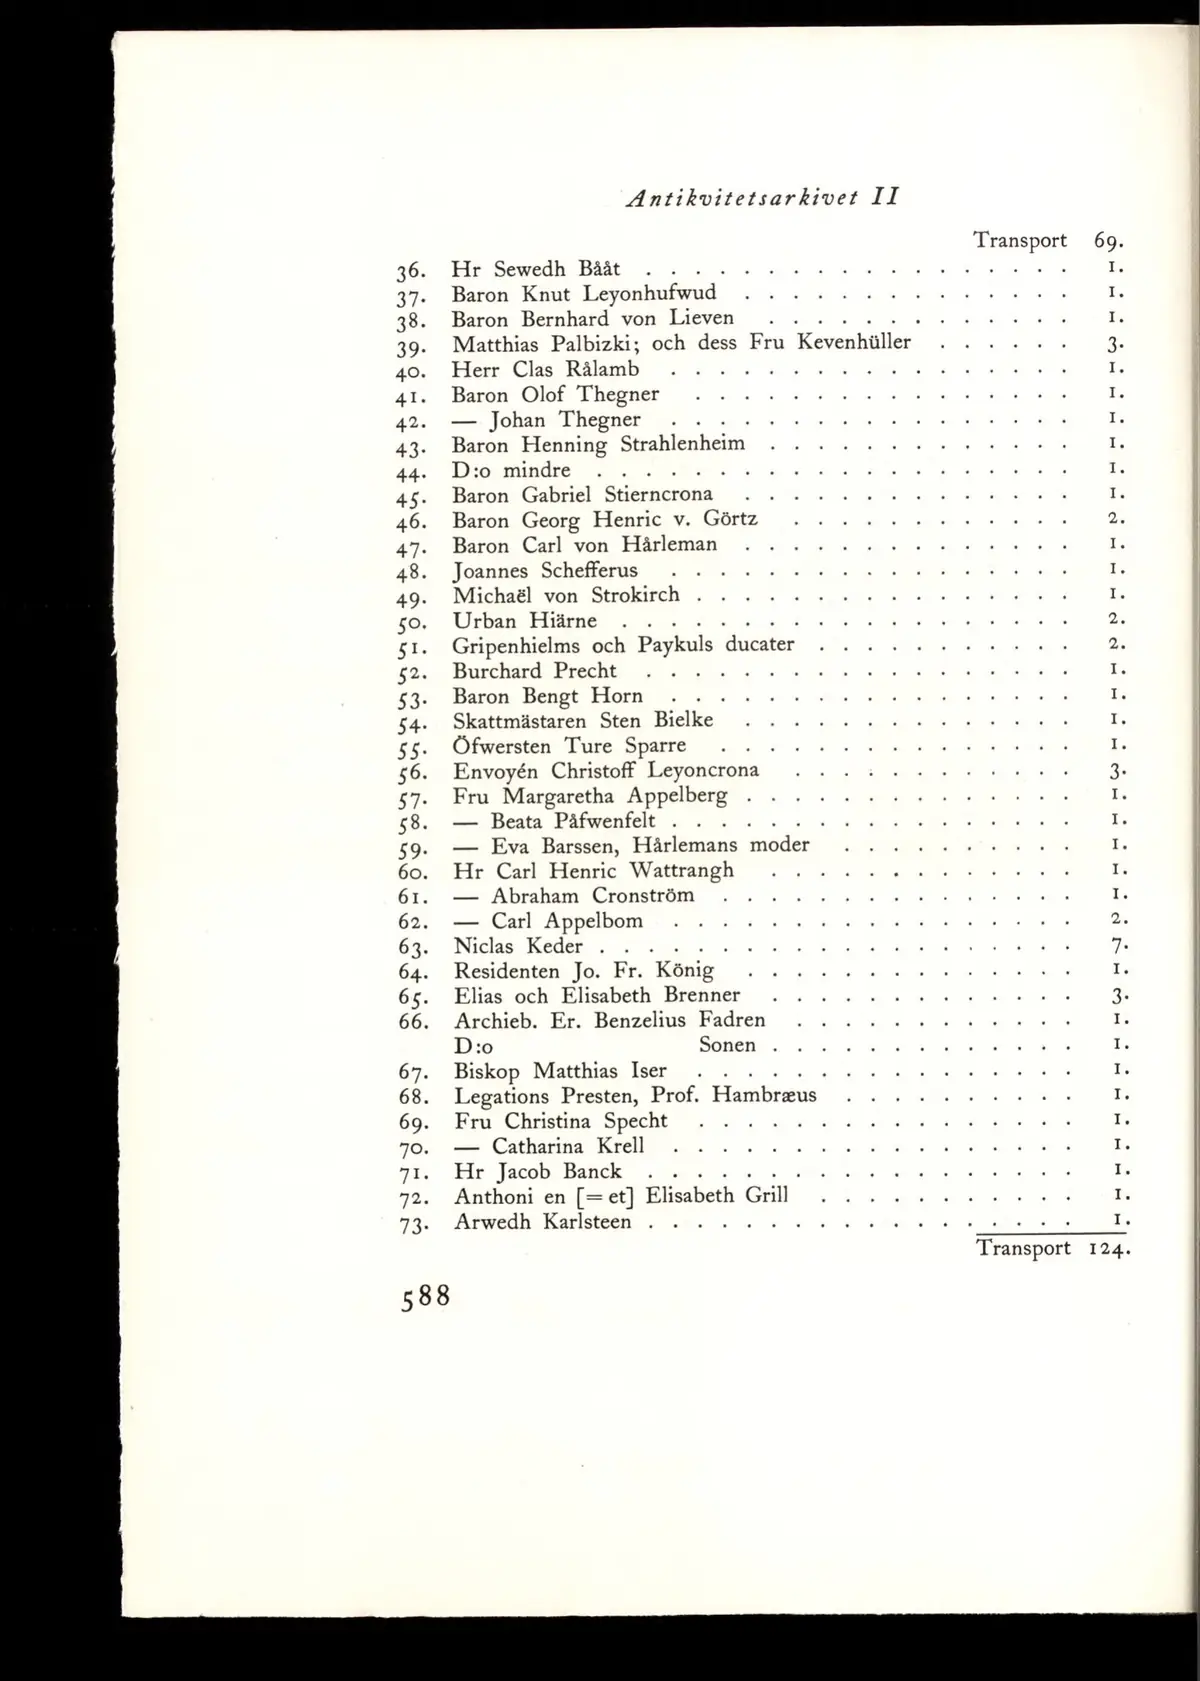 Antikvitetsarkivet II
Transport 69.
36. Hr Sewedh Bååt . . . . . . . . . . . . . . . . . . 1.
37. Baron Knut Leyonhufwud . . . . . . . . . . . . . . 1.
38. Baron Bernhard von Lieven . . . . . . . . . . . . . 1.
39. Matthias Palbizki; och dess Fru Kevenhüller . . . . . . 3.
40. Herr Clas Rålamb . . . . . . . . . . . . . . . . . 1.
41. Baron Olof Thegner . . . . . . . . . . . . . . . . 1.
42. — Johan Thegner . . . . . . . . . . . . . . . . . 1.
43. Baron Henning Strahlenheim . . . . . . . . . . . . . 1.
44. D:o mindre . . . . . . . . . . . . . . . . . . . . 1.
45. Baron Gabriel Stierncrona . . . . . . . . . . . . . . 1.
46. Baron Georg Henric v. Görtz . . . . . . . . . . . . 2.
47. Baron Carl von Hårleman . . . . . . . . . . . . . . 1.
48. Joannes Schefferus . . . . . . . . . . . . . . . . . 1.
49. Michaël von Strokirch . . . . . . . . . . . . . . . . 1.
50. Urban Hiärne . . . . . . . . . . . . . . . . . . . 2.
51. Gripenhielms och Paykuls ducater . . . . . . . . . . . 2.
52. Burchard Precht . . . . . . . . . . . . . . . . . . 1.
53. Baron Bengt Horn . . . . . . . . . . . . . . . . . 1.
54. Skattmästaren Sten Bielke . . . . . . . . . . . . . . 1.
55. Öfwersten Ture Sparre . . . . . . . . . . . . . . . 1.
56. Envoyén Christoff Leyoncrona . . . . . . . . . . . . 3.
57. Fru Margaretha Appelberg . . . . . . . . . . . . . . 1.
58. — Beata Påfwenfelt . . . . . . . . . . . . . . . . . 1.
59. — Eva Barssen, Hårlemans moder . . . . . . . . . . 1.
60. Hr Carl Henric Wattrangh . . . . . . . . . . . . . 1.
61. — Abraham Cronström . . . . . . . . . . . . . . . 1.
62. — Carl Appelbom . . . . . . . . . . . . . . . . . 2.
63. Niclas Keder . . . . . . . . . . . . . . . . . . . . 7.
64. Residenten Jo. Fr. König . . . . . . . . . . . . . . 1.
65. Elias och Elisabeth Brenner . . . . . . . . . . . . . 3.
66. Archieb. Er. Benzelius Fadren . . . . . . . . . . . . 1.
D:o Sonen . . . . . . . . . . . . . 1.
67. Biskop Matthias Iser . . . . . . . . . . . . . . . . 1.
68. Legations Presten, Prof. Hambræus . . . . . . . . . . 1.
69. Fru Christina Specht . . . . . . . . . . . . . . . . 1.
70. — Catharina Krell . . . . . . . . . . . . . . . . . 1.
71. Hr Jacob Banck . . . . . . . . . . . . . . . . . . 1.
72. Anthoni en [= et] Elisabeth Grill . . . . . . . . . . . 1.
73. Arwedh Karlsteen . . . . . . . . . . . . . . . . . . 1.
Transport 124.
588